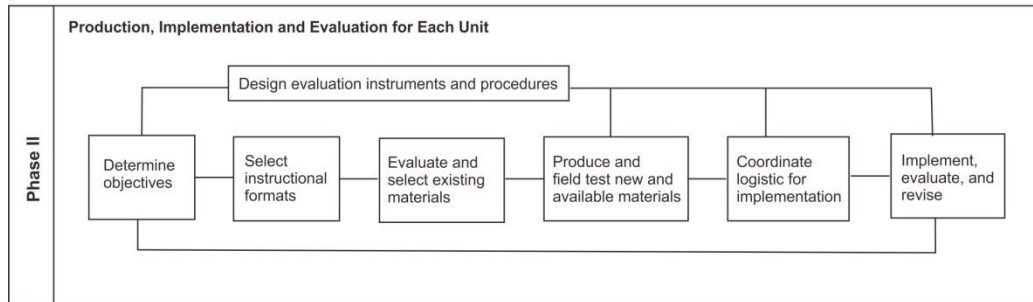 Phase II
Production, Implementation and Evaluation for Each Unit
Design evaluation instruments and procedures
Determine
objectives
Select
instructional
formats
Evaluate and
select existing
materials
Produce and
field test new and
available materials
Coordinate
logistic for
implementation
Implement,
evaluate, and
revise